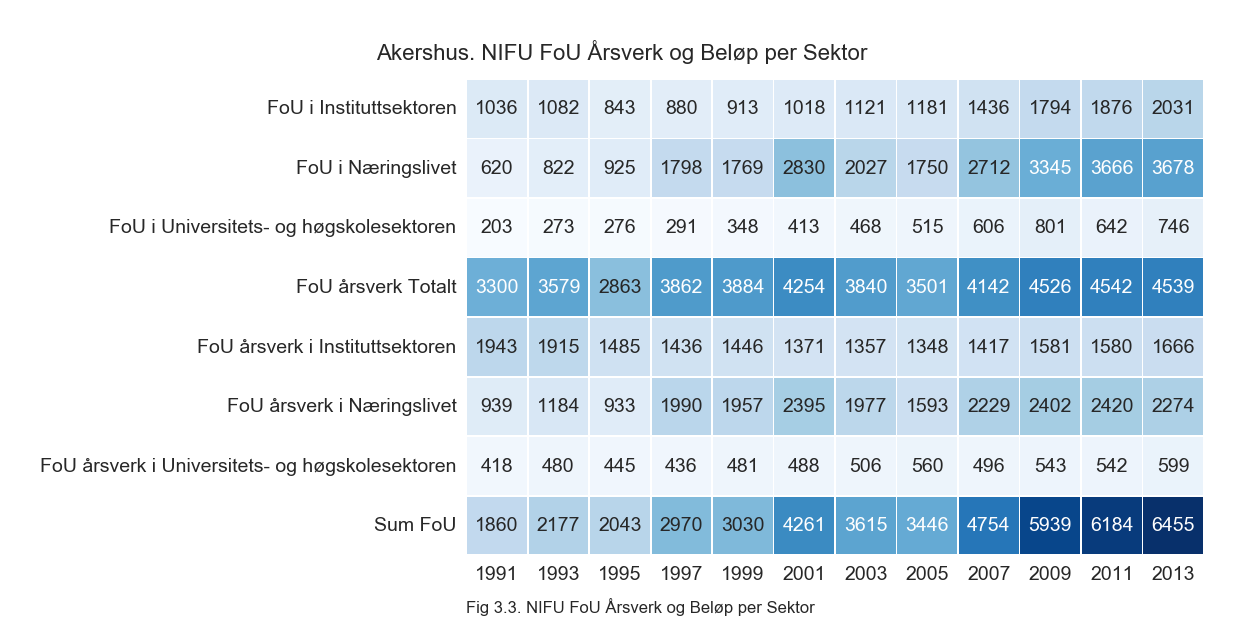 Akershus. NIFU FoU Årsverk og Beløp per Sektor
FoU i Instituttsektoren 1036 1082 843 880 913 1018 1121 1181 1436 1794 1876 2031
FoU i Næringslivet 620 822 925 1798 1769 2830 2027 1750 2712 3345 3666 3678
FoU i Universitets- og høgskolesektoren 203 273 276 291 348 413 468 515 606 801 642 746
FoU årsverk Totalt 3300 3579 2863 3862 3884 4254 3840 3501 4142 4526 4542 4539
FoU årsverk i Instituttsektoren 1943 1915 1485 1436 1446 1371 1357 1348 1417 1581 1580 1666
FoU årsverk i Næringslivet 939 1184 933 1990 1957 2395 1977 1593 2229 2402 2420 2274
FoU årsverk i Universitets- og høgskolesektoren 418 480 445 436 481 488 506 560 496 543 542 599
Sum FoU 1860 2177 2043 2970 3030 4261 3615 3446 4754 5939 6184 6455
1991 1993 1995 1997 1999 2001 2003 2005 2007 2009 2011 2013
Fig 3.3. NIFU FoU Årsverk og Beløp per Sektor